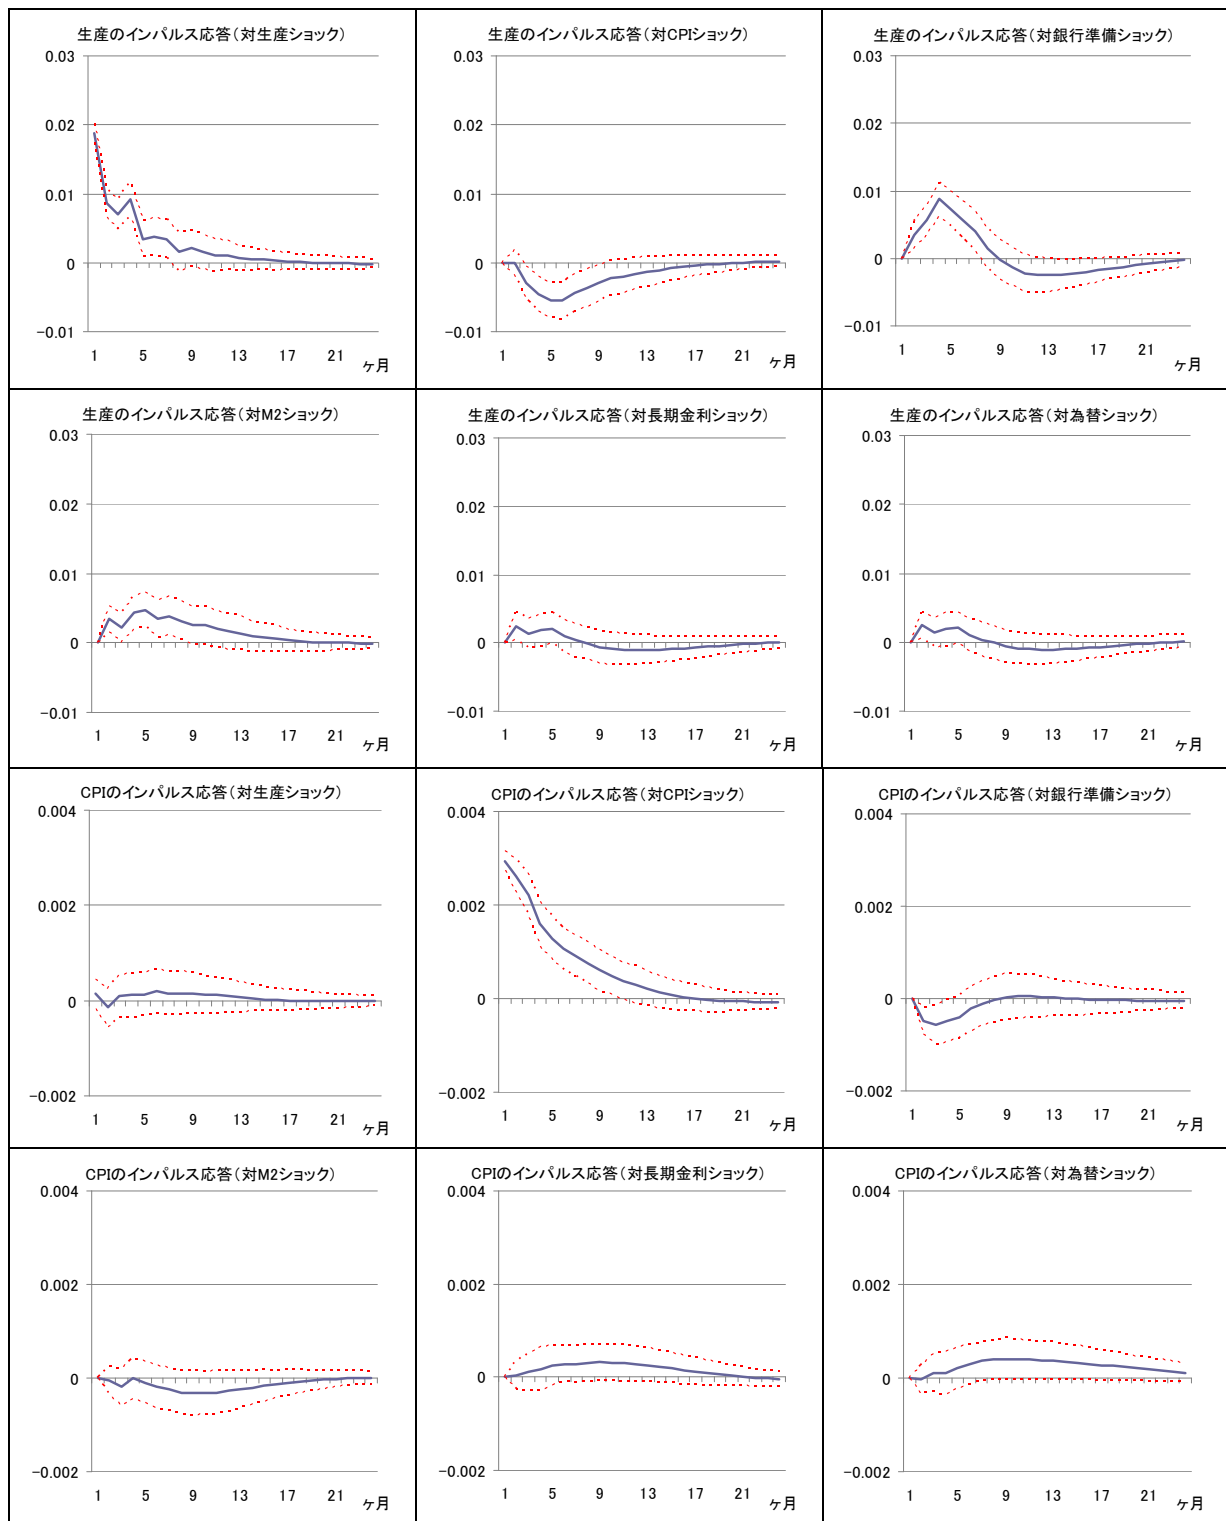 生産のインパルス応答(対生産ショック)
0.03
0.02
0.01
0
-0.01
1 5 9 13 17 21
ヶ月
生産のインパルス応答(対CPIショック)
0.03
0.02
0.01
0
-0.01
1 5 9 13 17 21
ヶ月
生産のインパルス応答(対銀行準備ショック)
0.03
0.02
0.01
0
-0.01
1 5 9 13 17 21
ヶ月
生産のインパルス応答(対M2ショック)
0.03
0.02
0.01
0
-0.01
1 5 9 13 17 21
ヶ月
生産のインパルス応答(対長期金利ショック)
0.03
0.02
0.01
0
-0.01
1 5 9 13 17 21
ヶ月
生産のインパルス応答(対為替ショック)
0.03
0.02
0.01
0
-0.01
1 5 9 13 17 21
ヶ月
CPIのインパルス応答(対生産ショック)
0.004
0.002
0
-0.002
1 5 9 13 17 21
ヶ月
CPIのインパルス応答(対CPIショック)
0.004
0.002
0
-0.002
1 5 9 13 17 21
ヶ月
CPIのインパルス応答(対銀行準備ショック)
0.004
0.002
0
-0.002
1 5 9 13 17 21
ヶ月
CPIのインパルス応答(対M2ショック)
0.004
0.002
0
-0.002
1 5 9 13 17 21
ヶ月
CPIのインパルス応答(対長期金利ショック)
0.004
0.002
0
-0.002
1 5 9 13 17 21
ヶ月
CPIのインパルス応答(対為替ショック)
0.004
0.002
0
-0.002
1 5 9 13 17 21
ヶ月